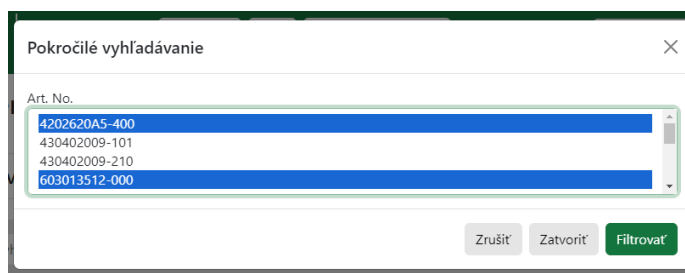 Pokročilé vyhľadávanie
Art. No.
4202620A5-400
430402009-101
430402009-210
603013512-000
Zrušiť Zatvoriť Filtrovať